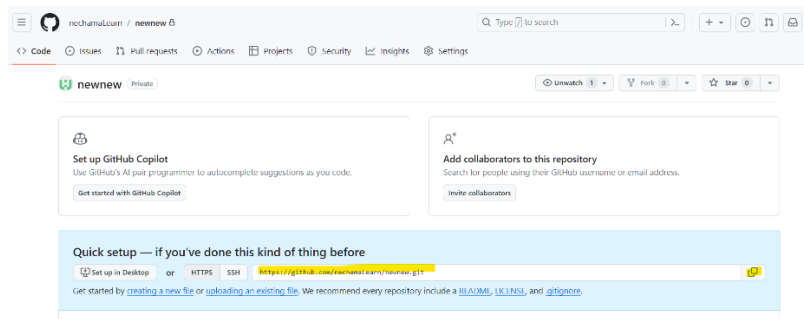 nechamaLearn / newnew
Type / to search
Code Issues Pull requests Actions Projects Security Insights Settings
newnew Private
Unwatch 1 Fork 0 Star 0
Set up GitHub Copilot
Use GitHub's AI pair programmer to autocomplete suggestions as you code.
Get started with GitHub Copilot
Add collaborators to this repository
Search for people using their GitHub username or email address.
Invite collaborators
Quick setup — if you've done this kind of thing before
Set up in Desktop or HTTPS SSH https://github.com/nechamaLearn/newnew.git
Get started by creating a new file or uploading an existing file. We recommend every repository include a README, LICENSE, and .gitignore.